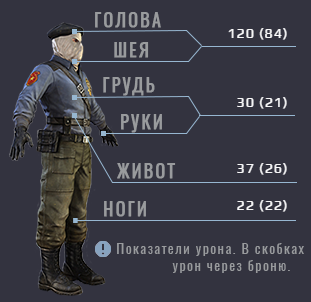 ГОЛОВА
120 (84)
ШЕЯ
ГРУДЬ
30 (21)
РУКИ
ЖИВОТ
37 (26)
НОГИ
22 (22)
Показатели урона. В скобках
урон через броню.